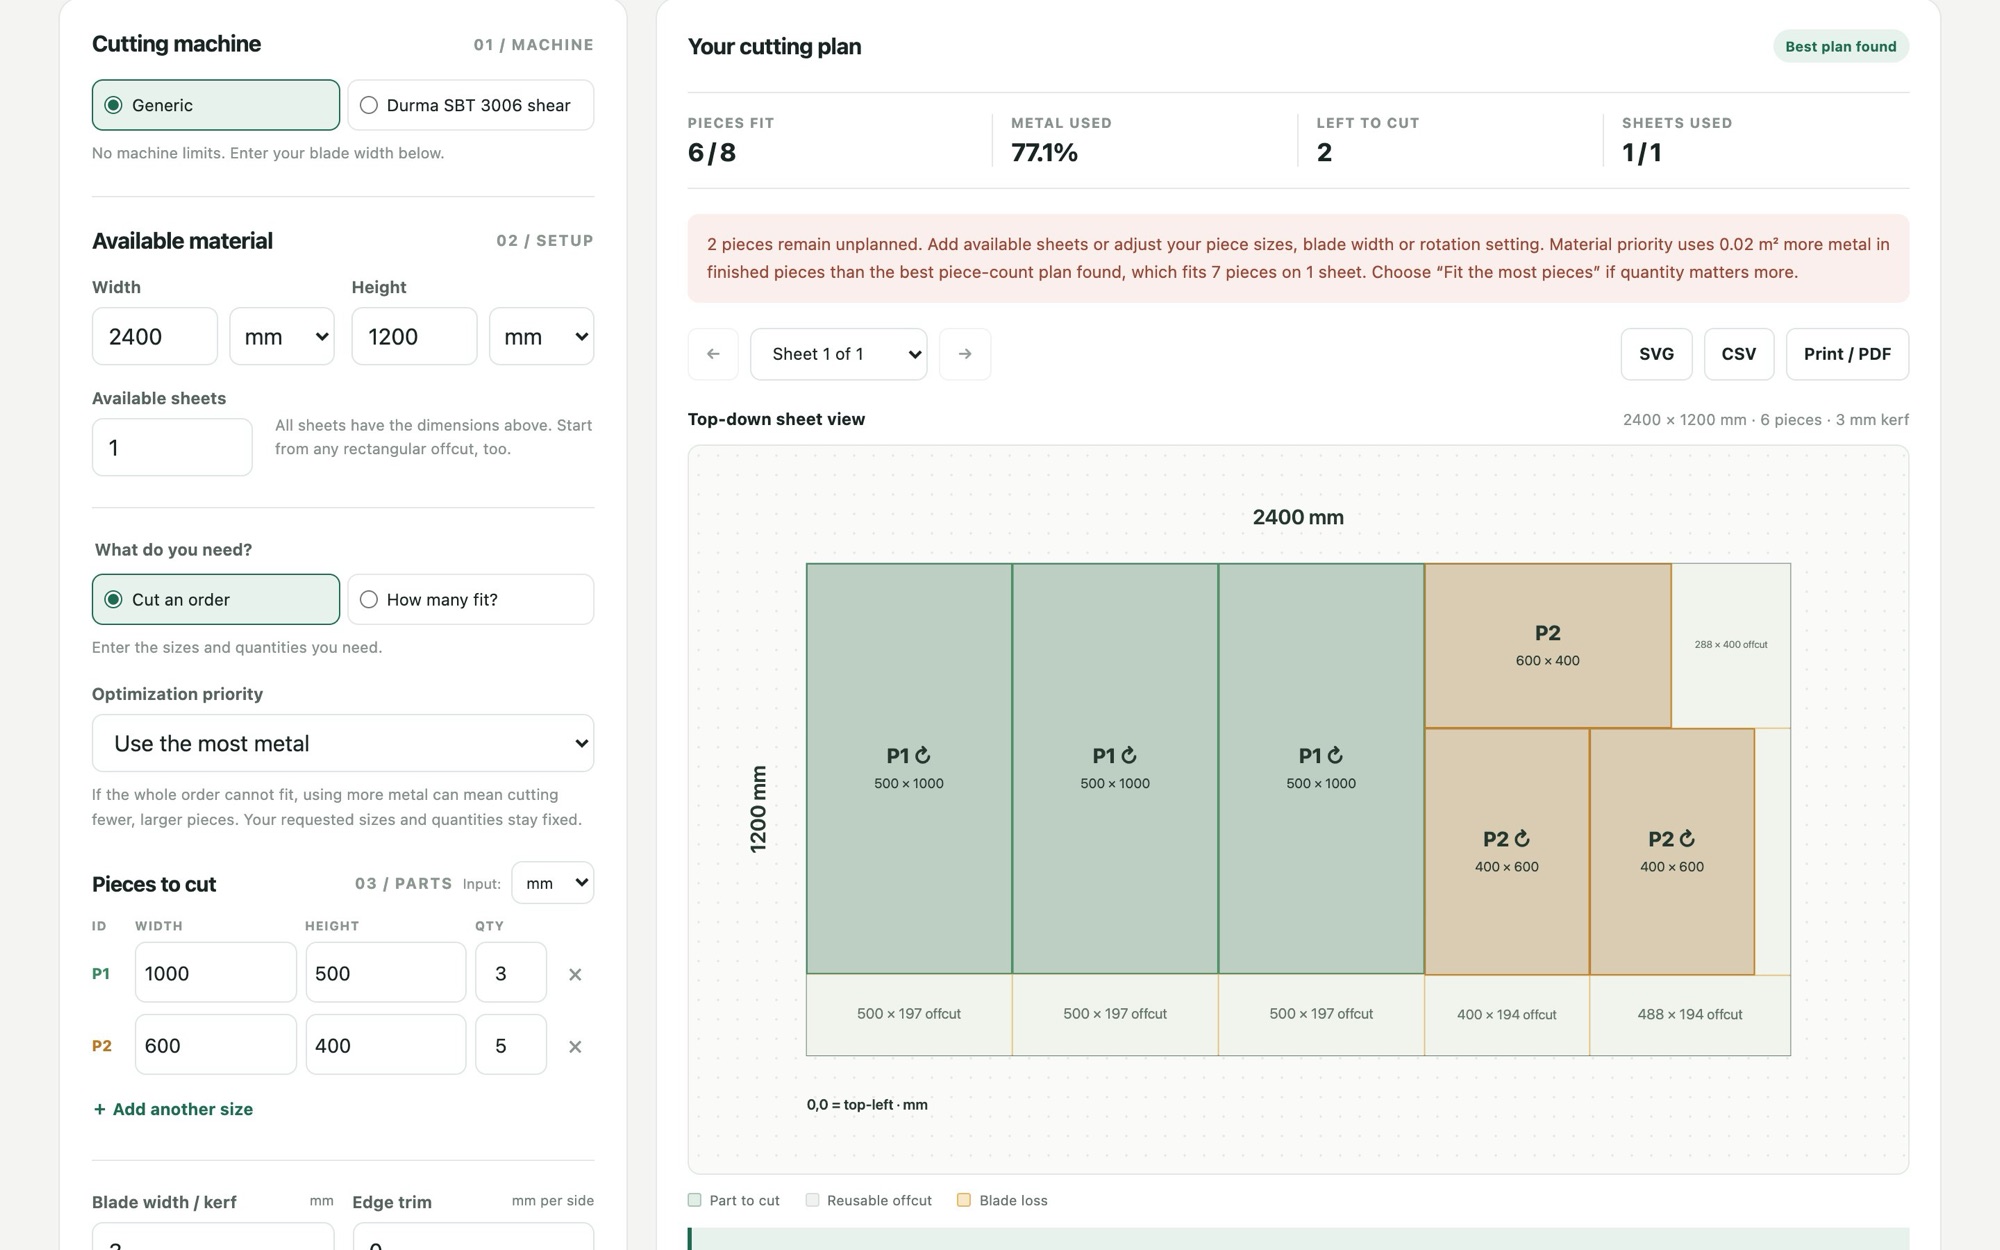 Cutting machine
01 / MACHINE
Generic
Durma SBT 3006 shear
No machine limits. Enter your blade width below.
Available material
02 / SETUP
Width
Height
2400
mm
1200
mm
Available sheets
1
All sheets have the dimensions above. Start
from any rectangular offcut, too.
What do you need?
Cut an order
How many fit?
Enter the sizes and quantities you need.
Optimization priority
Use the most metal
If the whole order cannot fit, using more metal can mean cutting
fewer, larger pieces. Your requested sizes and quantities stay fixed.
Pieces to cut
03 / PARTS
Input:
mm
ID WIDTH HEIGHT QTY
P1 1000 500 3 ×
P2 600 400 5 ×
+ Add another size
Blade width / kerf
mm
Edge trim
mm per side
Your cutting plan
Best plan found
PIECES FIT
6 / 8
METAL USED
77.1%
LEFT TO CUT
2
SHEETS USED
1 / 1
2 pieces remain unplanned. Add available sheets or adjust your piece sizes, blade width or rotation setting. Material priority uses 0.02 m² more metal in
finished pieces than the best piece-count plan found, which fits 7 pieces on 1 sheet. Choose “Fit the most pieces” if quantity matters more.
←
Sheet 1 of 1
→
SVG
CSV
Print / PDF
Top-down sheet view
2400 × 1200 mm · 6 pieces · 3 mm kerf
2400 mm
1200 mm
P1 ↻
500 × 1000
P1 ↻
500 × 1000
P1 ↻
500 × 1000
P2
600 × 400
288 × 400 offcut
P2 ↻
400 × 600
P2 ↻
400 × 600
500 × 197 offcut
500 × 197 offcut
500 × 197 offcut
400 × 194 offcut
488 × 194 offcut
0,0 = top-left · mm
Part to cut
Reusable offcut
Blade loss